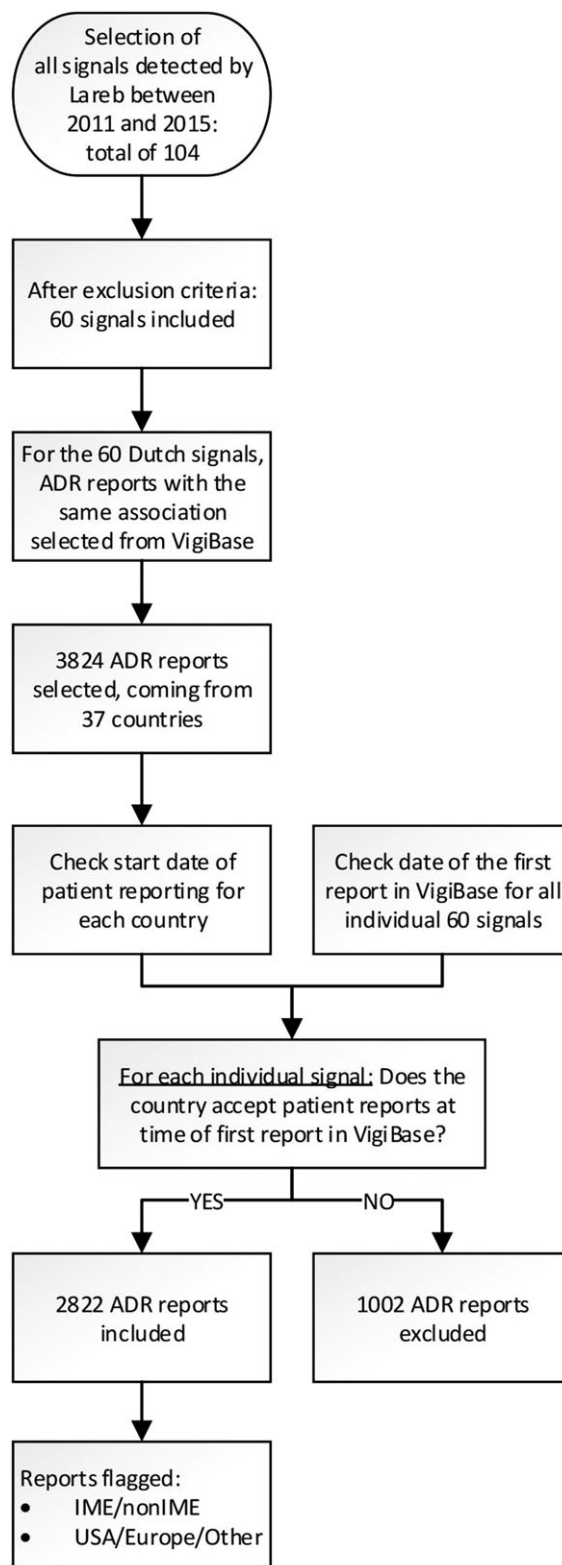 Selection of
all signals detected by
Lareb between
2011 and 2015:
total of 104
After exclusion criteria:
60 signals included
For the 60 Dutch signals,
ADR reports with the
same association
selected from VigiBase
3824 ADR reports
selected, coming from
37 countries
Check start date of
patient reporting for
each country
Check date of the first
report in VigiBase for all
individual 60 signals
For each individual signal: Does the
country accept patient reports at
time of first report in VigiBase?
YES
NO
2822 ADR reports
included
1002 ADR reports
excluded
Reports flagged:
• IME/nonIME
• USA/Europe/Other